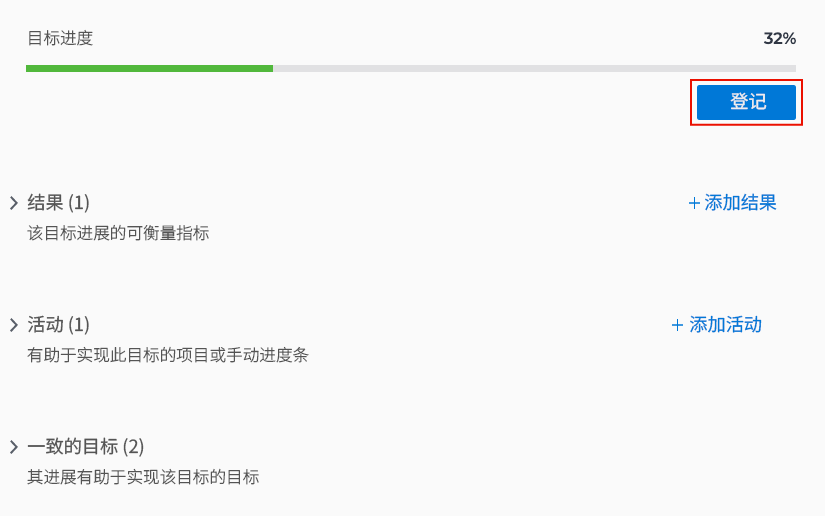 目标进度 32%
登记
结果 (1) + 添加结果
该目标进展的可衡量指标
活动 (1) + 添加活动
有助于实现此目标的项目或手动进度条
一致的目标 (2)
其进展有助于实现该目标的目标